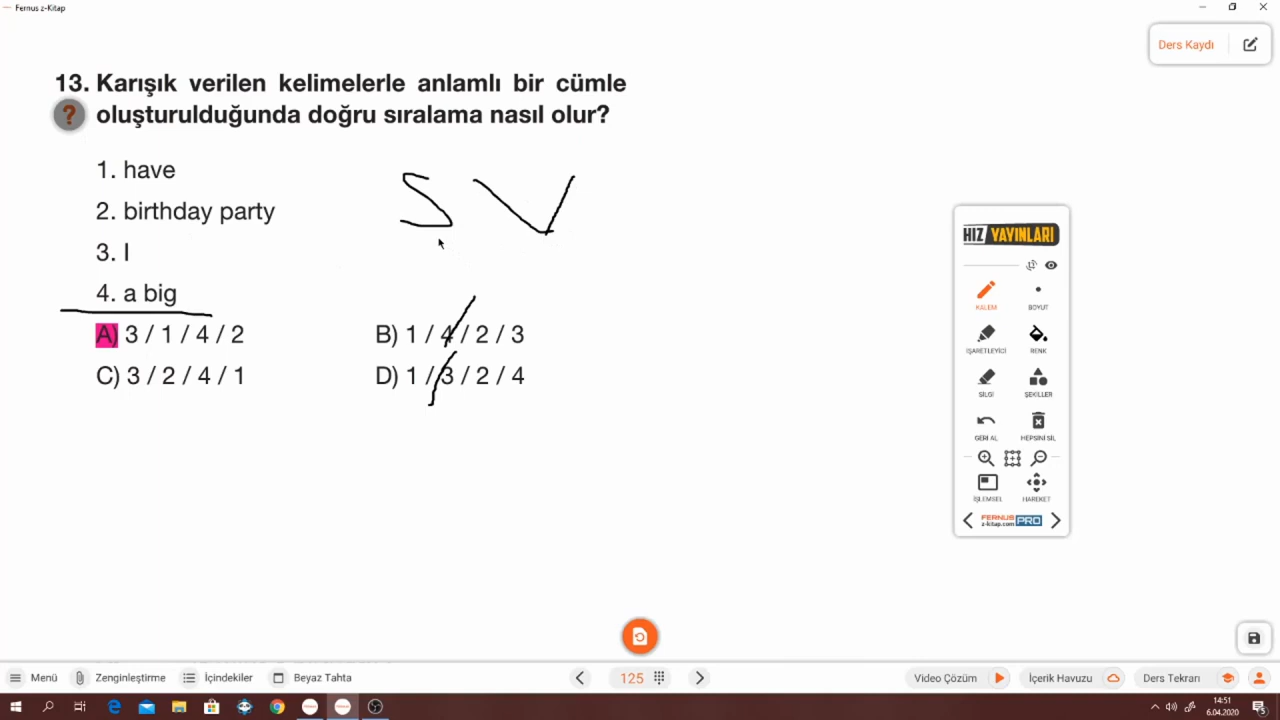 Fernus z-Kitap
Ders Kaydı
13. Karışık verilen kelimelerle anlamlı bir cümle
oluşturulduğunda doğru sıralama nasıl olur?
?
1. have
2. birthday party
3. I
4. a big
S V
A) 3 / 1 / 4 / 2
B) 1 / 4 / 2 / 3
C) 3 / 2 / 4 / 1
D) 1 / 3 / 2 / 4
HIZ YAYINLARI
KALEM BOYUT
İŞARETLEYİCİ RENK
SİLGİ ŞEKİLLER
GERİ AL HEPSİNİ SİL
İŞLEMSEL HAREKET
FERNUS
z-kitap.com PRO
Menü Zenginleştirme İçindekiler Beyaz Tahta 125 Video Çözüm İçerik Havuzu Ders Tekrarı
14:51
6.04.2020
5